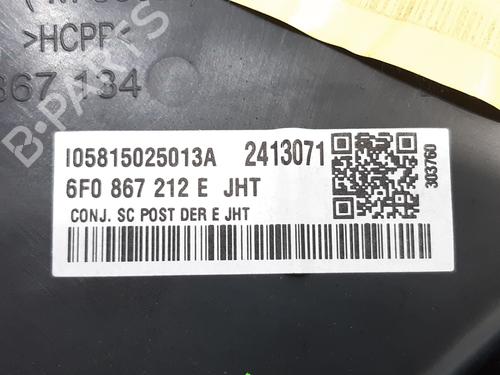 >HCPP<
867 134
I05815025013A 2413071
6F0 867 212 E JHT
CONJ. SC POST DER E JHT
303760
B-PARTS